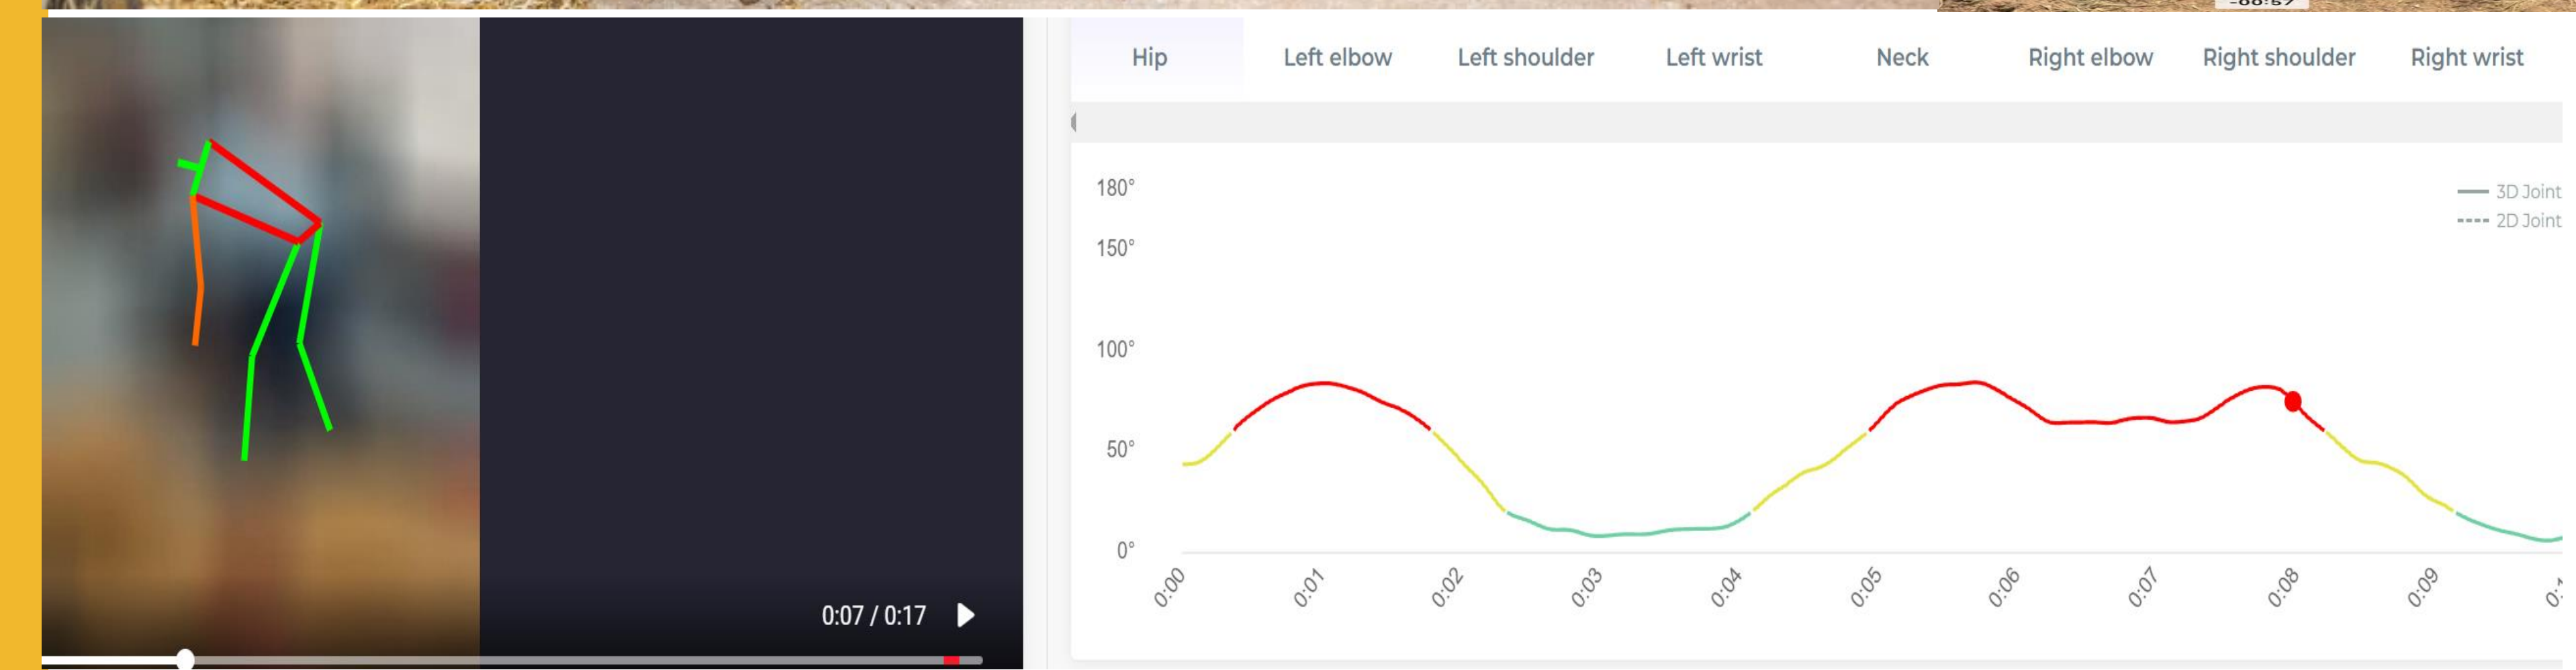 Hip Left elbow Left shoulder Left wrist Neck Right elbow Right shoulder Right wrist
180°
3D Joint
2D Joint
150°
100°
50°
0°
0:00 0:01 0:02 0:03 0:04 0:05 0:06 0:07 0:08 0:09
0:07 / 0:17